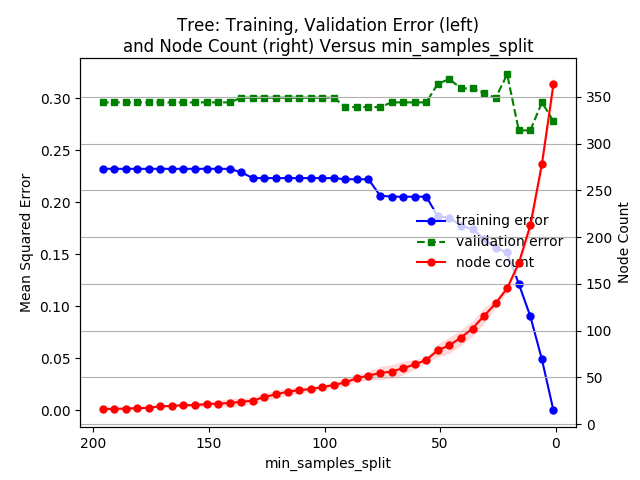 Tree: Training, Validation Error (left)
and Node Count (right) Versus min_samples_split
Mean Squared Error
0.30
0.25
0.20
0.15
0.10
0.05
0.00
training error
validation error
node count
350
300
250
200
150
100
50
0
Node Count
200
150
100
50
0
min_samples_split